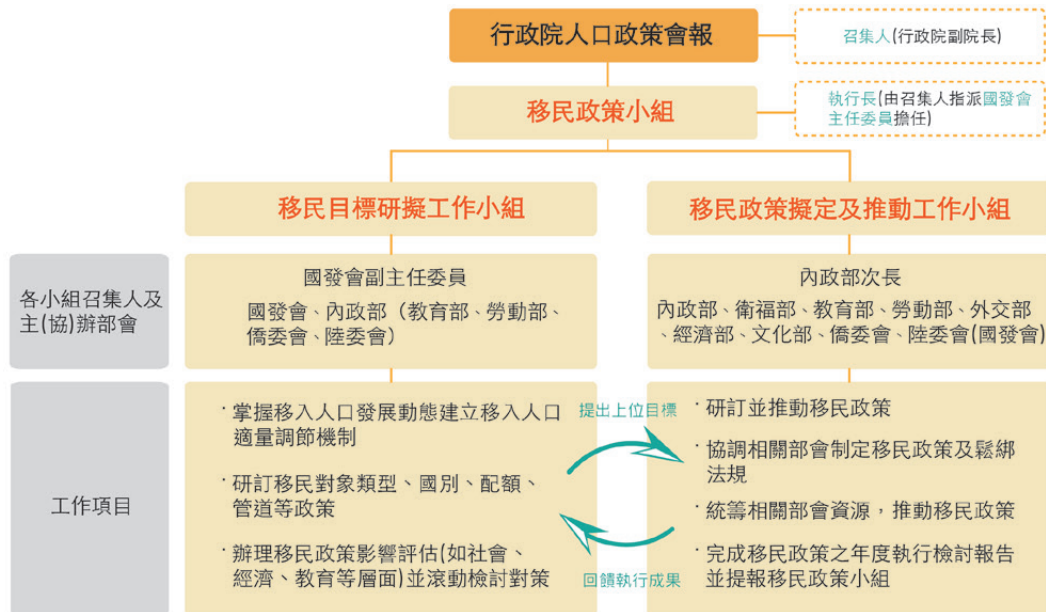 行政院人口政策會報
召集人(行政院副院長)
移民政策小組
執行長(由召集人指派國發會
主任委員擔任)
移民目標研擬工作小組
移民政策擬定及推動工作小組
各小組召集人及
主(協)辦部會
國發會副主任委員
國發會、內政部（教育部、勞動部、
僑委會、陸委會）
內政部次長
內政部、衛福部、教育部、勞動部、外交部
、經濟部、文化部、僑委會、陸委會(國發會)
工作項目
·掌握移入人口發展動態建立移入人口
適量調節機制
·研訂移民對象類型、國別、配額、
管道等政策
·辦理移民政策影響評估(如社會、
經濟、教育等層面)並滾動檢討對策
提出上位目標
回饋執行成果
·研訂並推動移民政策
·協調相關部會制定移民政策及鬆綁
法規
·統籌相關部會資源，推動移民政策
·完成移民政策之年度執行檢討報告
並提報移民政策小組